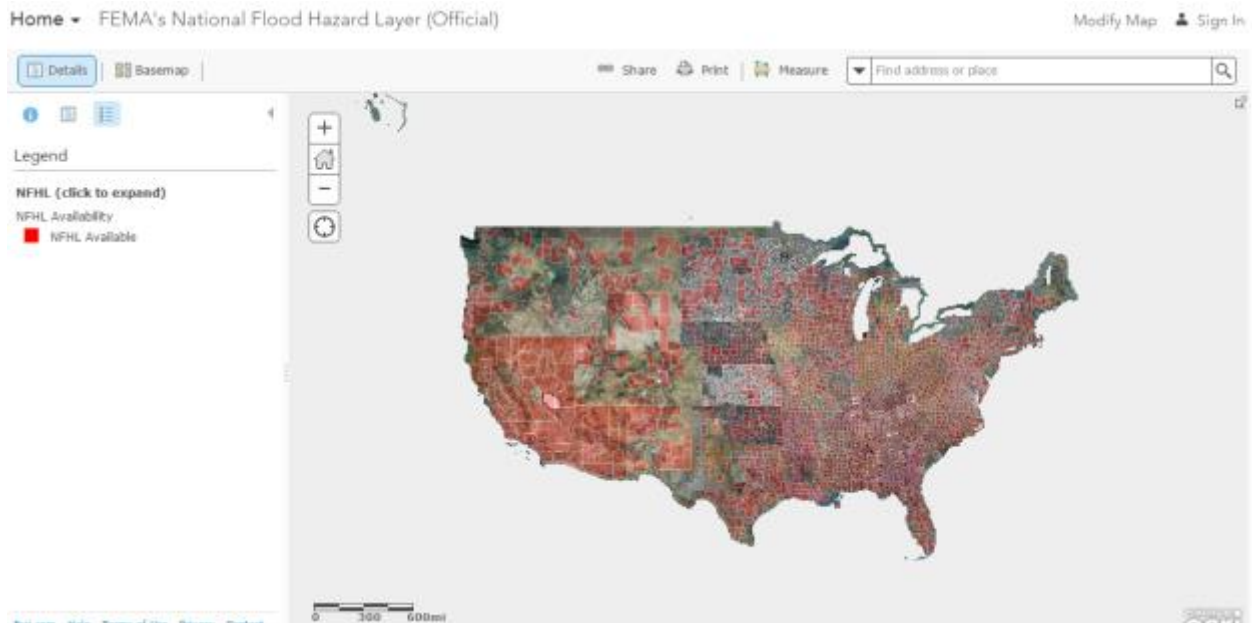 Home FEMA's National Flood Hazard Layer (Official)
Modify Map Sign In
Details Basemap
Share Print Measure Find address or place
Legend
NFHL (click to expand)
NFHL Availability
NFHL Available
0 300 600mi